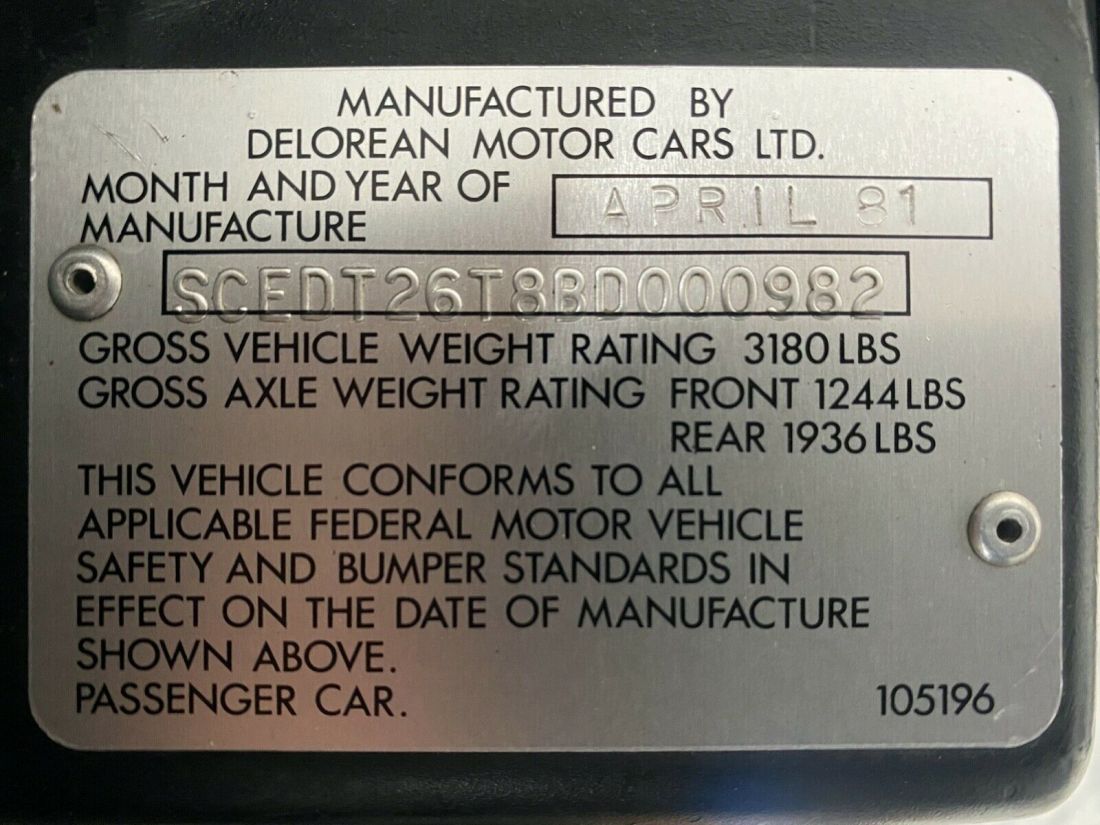 MANUFACTURED BY
DELOREAN MOTOR CARS LTD.
MONTH AND YEAR OF
MANUFACTURE
APRIL 81
SCEDT26T8BD000982
GROSS VEHICLE WEIGHT RATING 3180 LBS
GROSS AXLE WEIGHT RATING FRONT 1244 LBS
REAR 1936 LBS
THIS VEHICLE CONFORMS TO ALL
APPLICABLE FEDERAL MOTOR VEHICLE
SAFETY AND BUMPER STANDARDS IN
EFFECT ON THE DATE OF MANUFACTURE
SHOWN ABOVE.
PASSENGER CAR. 105196